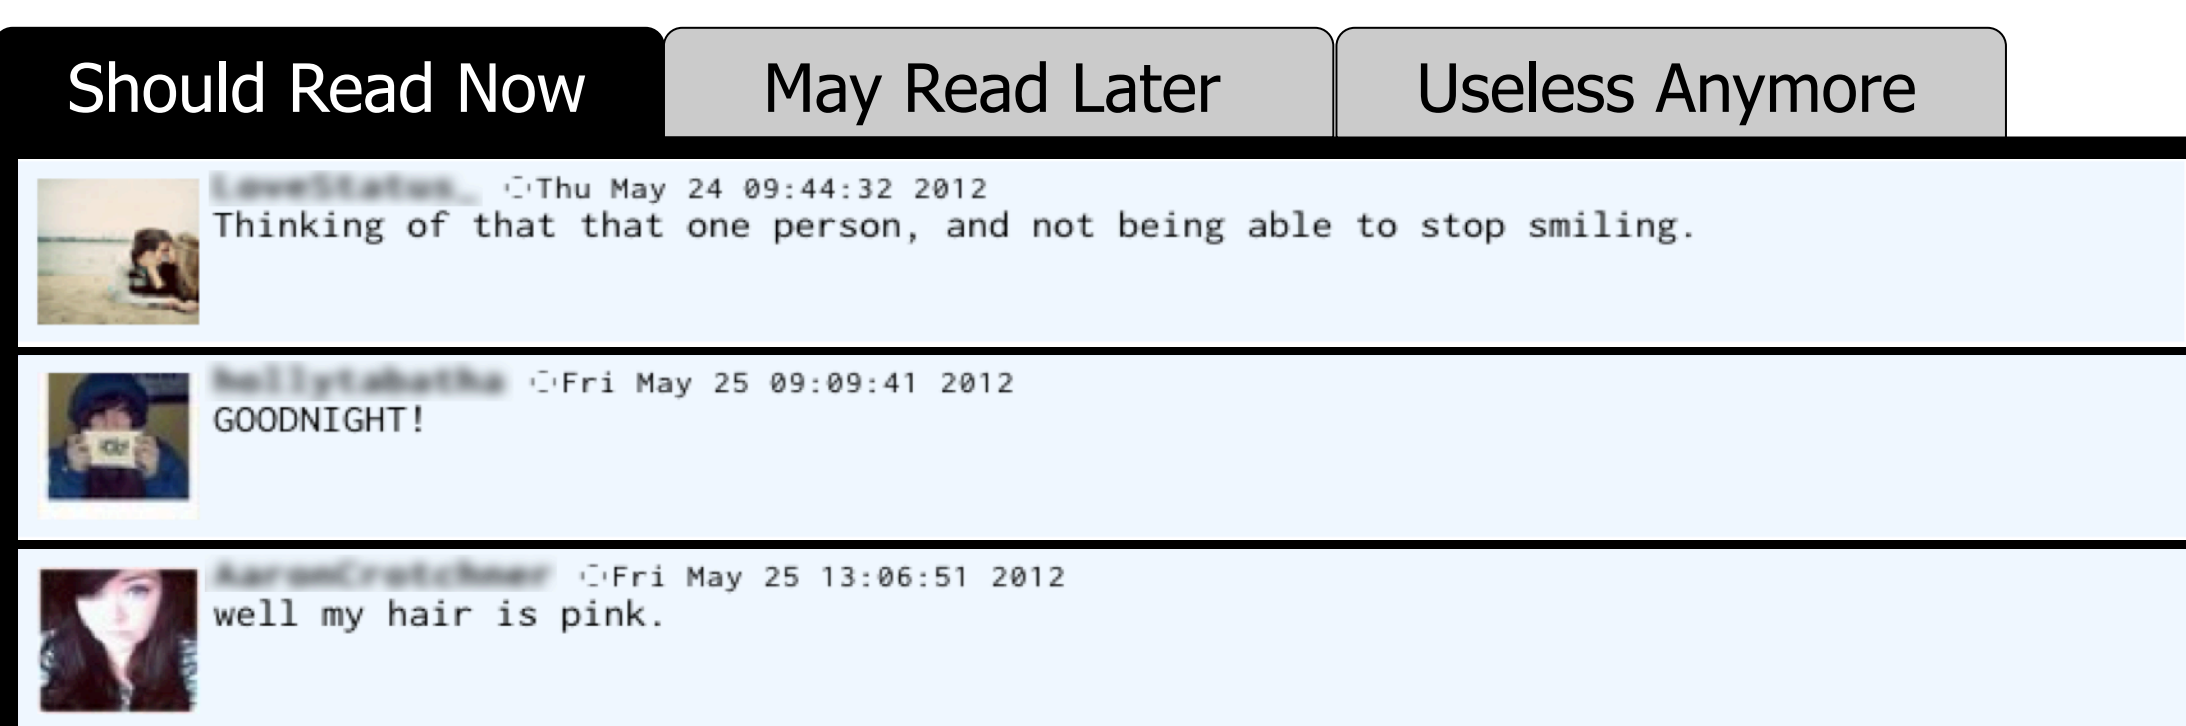 Should Read Now
May Read Later
Useless Anymore
Thu May 24 09:44:32 2012
Thinking of that that one person, and not being able to stop smiling.
Fri May 25 09:09:41 2012
GOODNIGHT!
Fri May 25 13:06:51 2012
well my hair is pink.